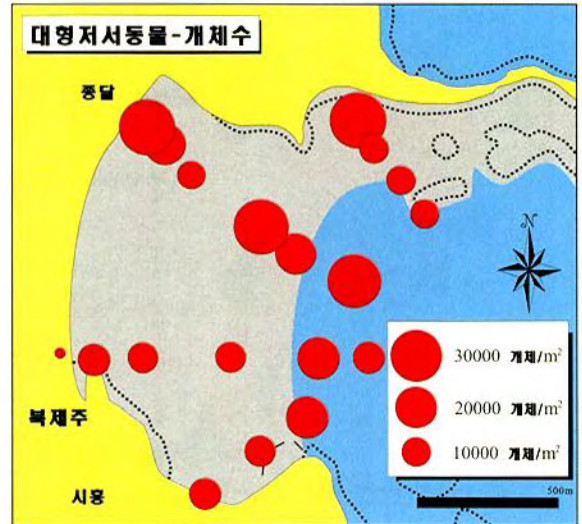 대형저서동물-개체수
종달
N
30000 개체/m²
20000 개체/m²
10000 개체/m²
북제주
시흥
500m